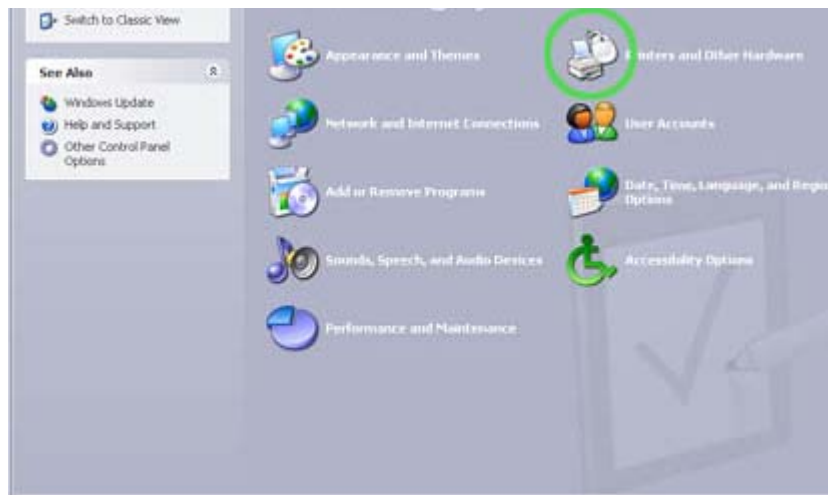 Switch to Classic View
See Also
Windows Update
Help and Support
Other Control Panel
Options
Appearance and Themes
Printers and Other Hardware
Network and Internet Connections
User Accounts
Add or Remove Programs
Date, Time, Language, and Regio
Options
Sounds, Speech, and Audio Devices
Accessibility Options
Performance and Maintenance